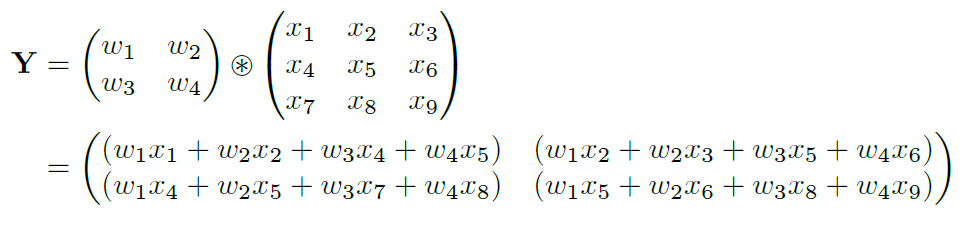 Y = (w1 w2 w3 w4) ⊛ (x1 x2 x3 x4 x5 x6 x7 x8 x9)
= ((w1x1 + w2x2 + w3x4 + w4x5) (w1x2 + w2x3 + w3x5 + w4x6)
(w1x4 + w2x5 + w3x7 + w4x8) (w1x5 + w2x6 + w3x8 + w4x9))